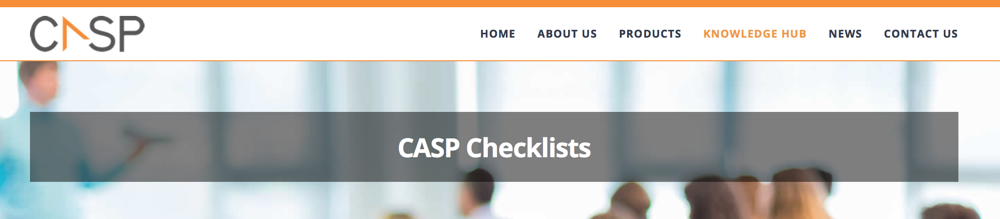 CASP
HOME ABOUT US PRODUCTS KNOWLEDGE HUB NEWS CONTACT US
CASP Checklists